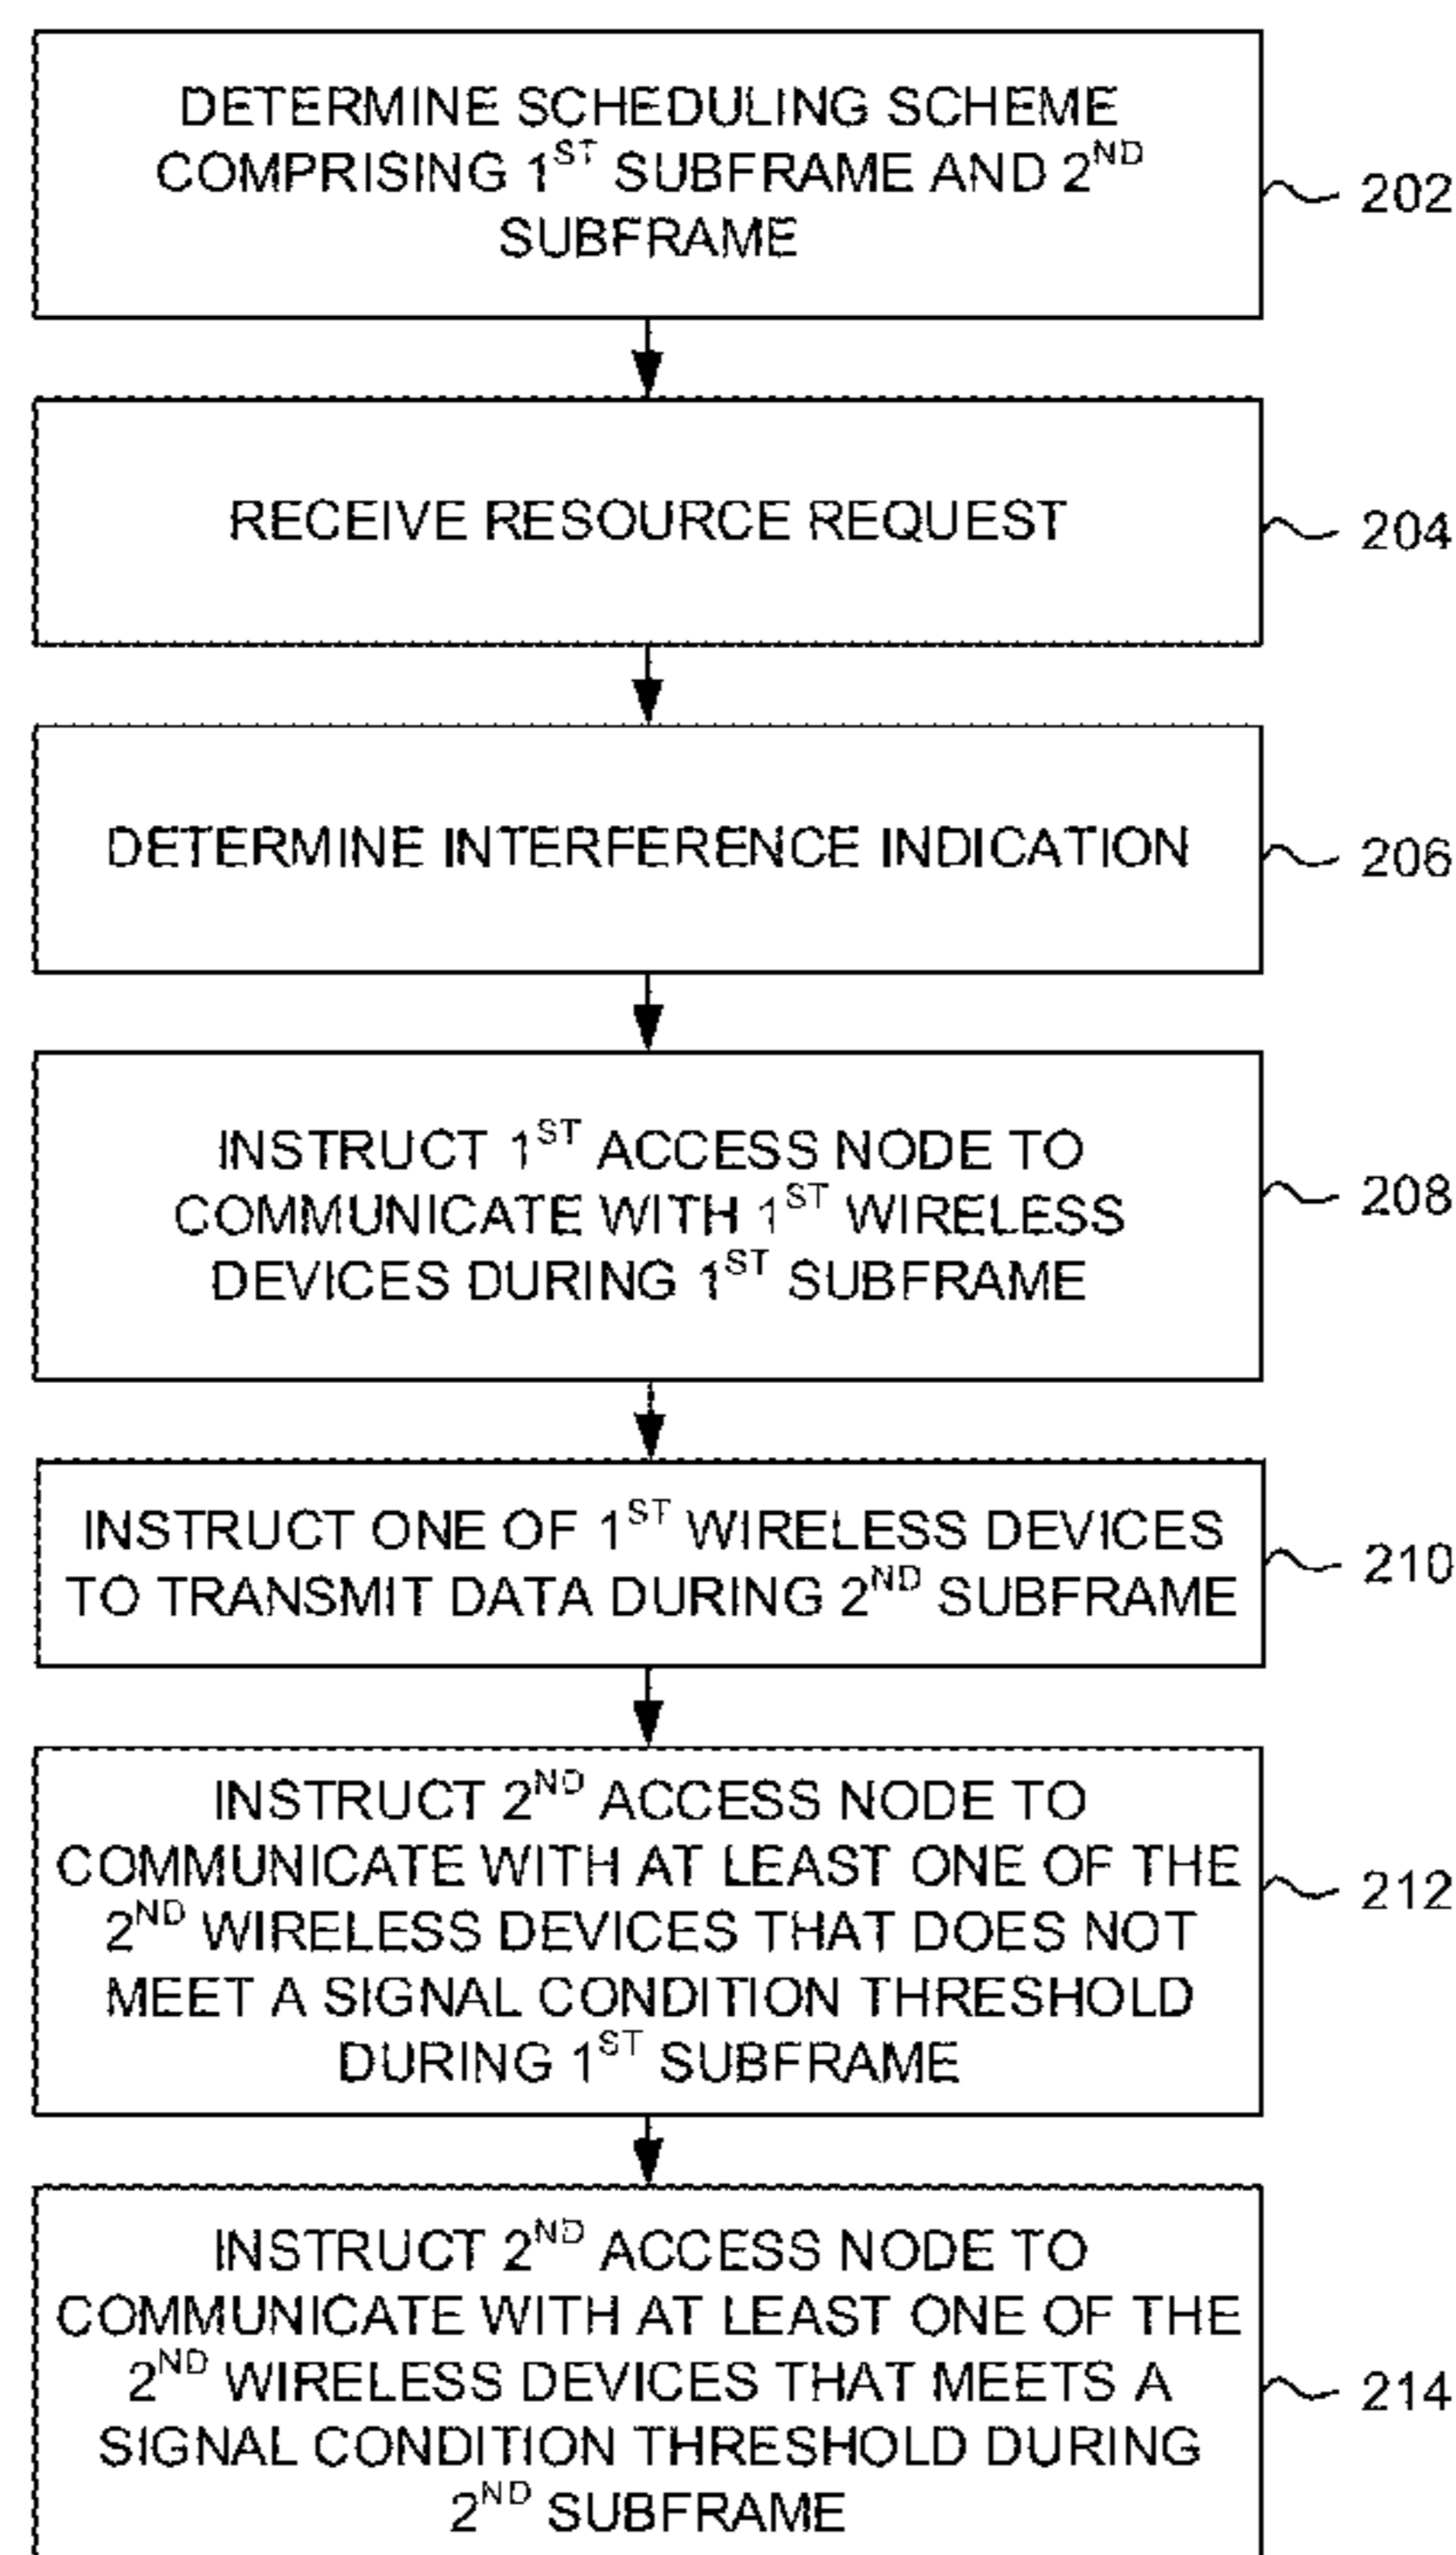 DETERMINE SCHEDULING SCHEME
COMPRISING 1ST SUBFRAME AND 2ND
SUBFRAME
202
RECEIVE RESOURCE REQUEST
204
DETERMINE INTERFERENCE INDICATION
206
INSTRUCT 1ST ACCESS NODE TO
COMMUNICATE WITH 1ST WIRELESS
DEVICES DURING 1ST SUBFRAME
208
INSTRUCT ONE OF 1ST WIRELESS DEVICES
TO TRANSMIT DATA DURING 2ND SUBFRAME
210
INSTRUCT 2ND ACCESS NODE TO
COMMUNICATE WITH AT LEAST ONE OF THE
2ND WIRELESS DEVICES THAT DOES NOT
MEET A SIGNAL CONDITION THRESHOLD
DURING 1ST SUBFRAME
212
INSTRUCT 2ND ACCESS NODE TO
COMMUNICATE WITH AT LEAST ONE OF THE
2ND WIRELESS DEVICES THAT MEETS A
SIGNAL CONDITION THRESHOLD DURING
2ND SUBFRAME
214